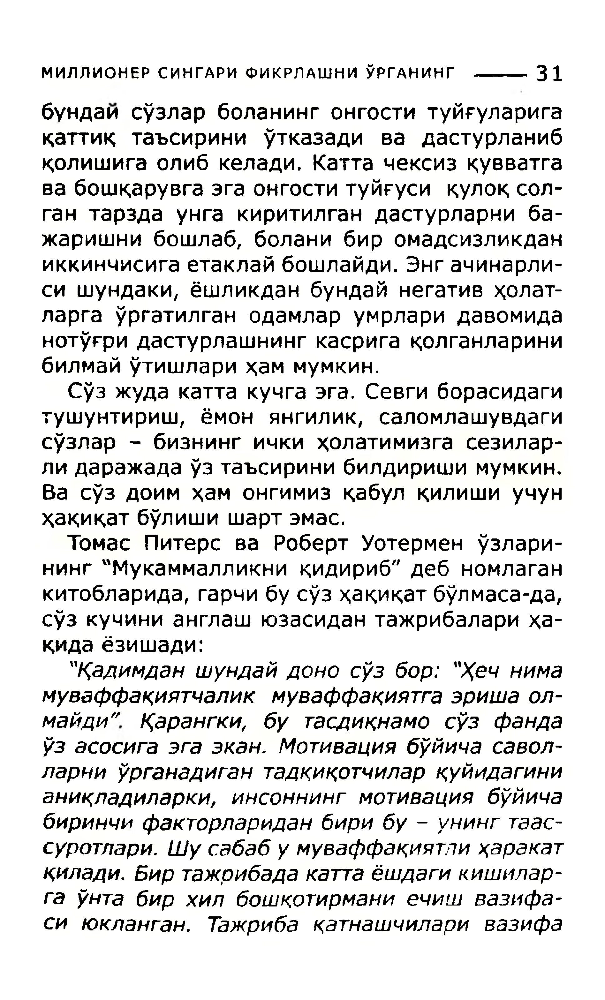 МИЛЛИОНЕР СИНГАРИ ФИКРЛАШНИ ЎРГАНИНГ —— 31
бундай сўзлар боланинг онгости туйғуларига
қаттиқ таъсирини ўтказади ва дастурланиб
қолишига олиб келади. Катта чексиз қувватга
ва бошқарувга эга онгости туйғуси қулоқ сол-
ган тарзда унга киритилган дастурларни ба-
жаришни бошлаб, болани бир омадсизликдан
иккинчисига етаклай бошлайди. Энг ачинарли-
си шундаки, ёшликдан бундай негатив ҳолат-
ларга ўргатилган одамлар умрлари давомида
нотўғри дастурлашнинг касрига қолганларини
билмай ўтишлари ҳам мумкин.
Сўз жуда катта кучга эга. Севги борасидаги
тушунтириш, ёмон янгилик, саломлашувдаги
сўзлар – бизнинг ички ҳолатимизга сезилар-
ли даражада ўз таъсирини билдириши мумкин.
Ва сўз доим ҳам онгимиз қабул қилиши учун
ҳақиқат бўлиши шарт эмас.
Томас Питерс ва Роберт Уотермен ўзлари-
нинг "Мукаммалликни қидириб" деб номлаган
китобларида, гарчи бу сўз ҳақиқат бўлмаса-да,
сўз кучини англаш юзасидан тажрибалари ҳа-
қида ёзишади:
"Қадимдан шундай доно сўз бор: "Ҳеч нима
муваффақиятчалик муваффақиятга эриша ол-
майди". Қарангки, бу тасдиқнамо сўз фанда
ўз асосига эга экан. Мотивация бўйича савол-
ларни ўрганадиган тадқиқотчилар қуйидагини
аниқладиларки, инсоннинг мотивация бўйича
биринчи факторларидан бири бу – унинг таас-
суротлари. Шу сабаб у муваффақиятли ҳаракат
қилади. Бир тажрибада катта ёшдаги кишилар-
га ўнта бир хил бошқотирмани ечиш вазифа-
си юкланган. Тажриба қатнашчилари вазифа